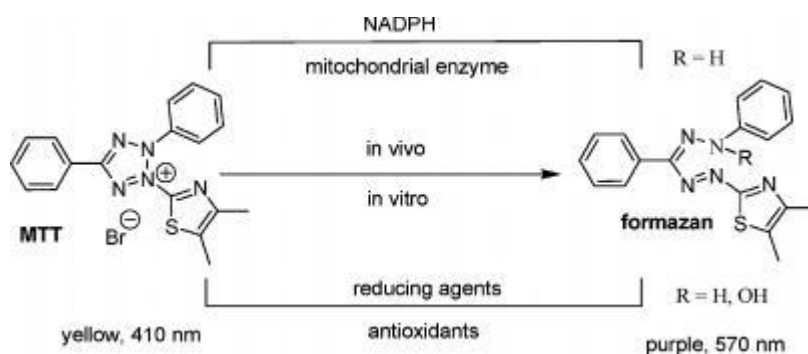 NADPH
mitochondrial enzyme
R = H
N
N
N
N
⊕
N
S
Br
⊖
MTT
in vivo
in vitro
N
N
R
N
N
N
S
formazan
reducing agents
antioxidants
R = H, OH
yellow, 410 nm
purple, 570 nm